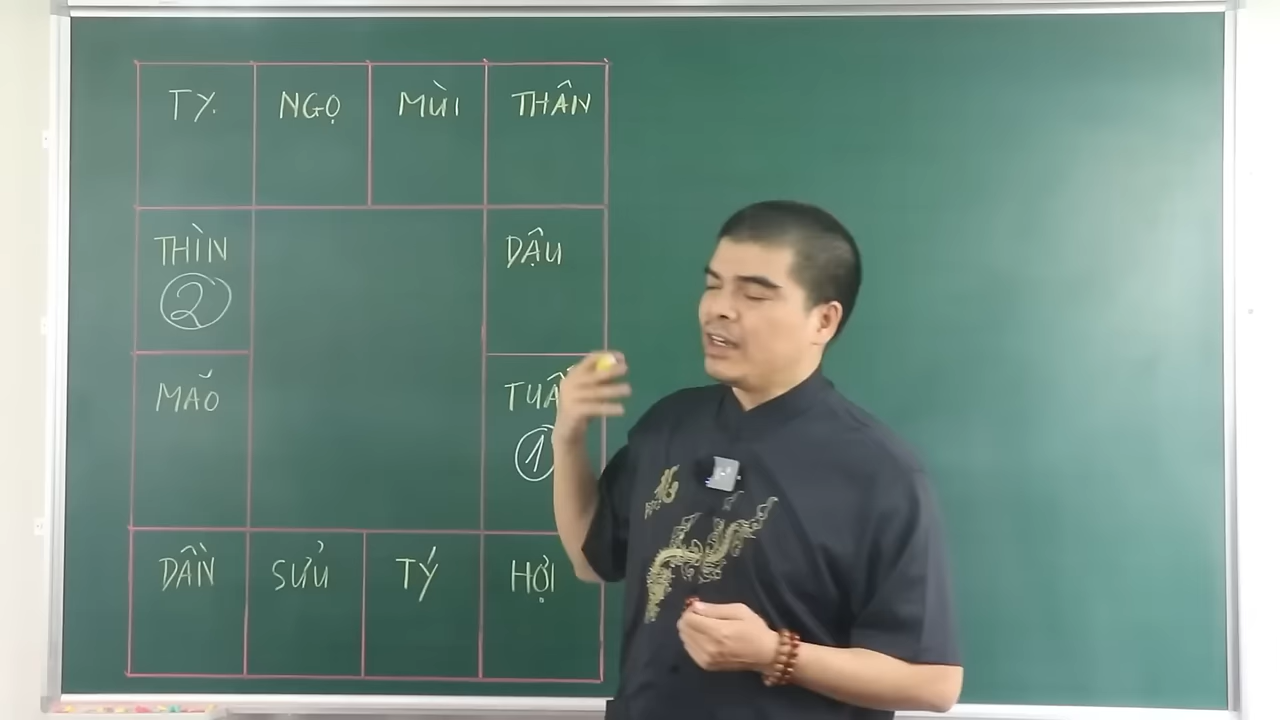 TỴ
NGỌ
MÙI
THÂN
THÌN
2
DẬU
MÃO
1
DẦN
SỬU
TÝ
HỢI